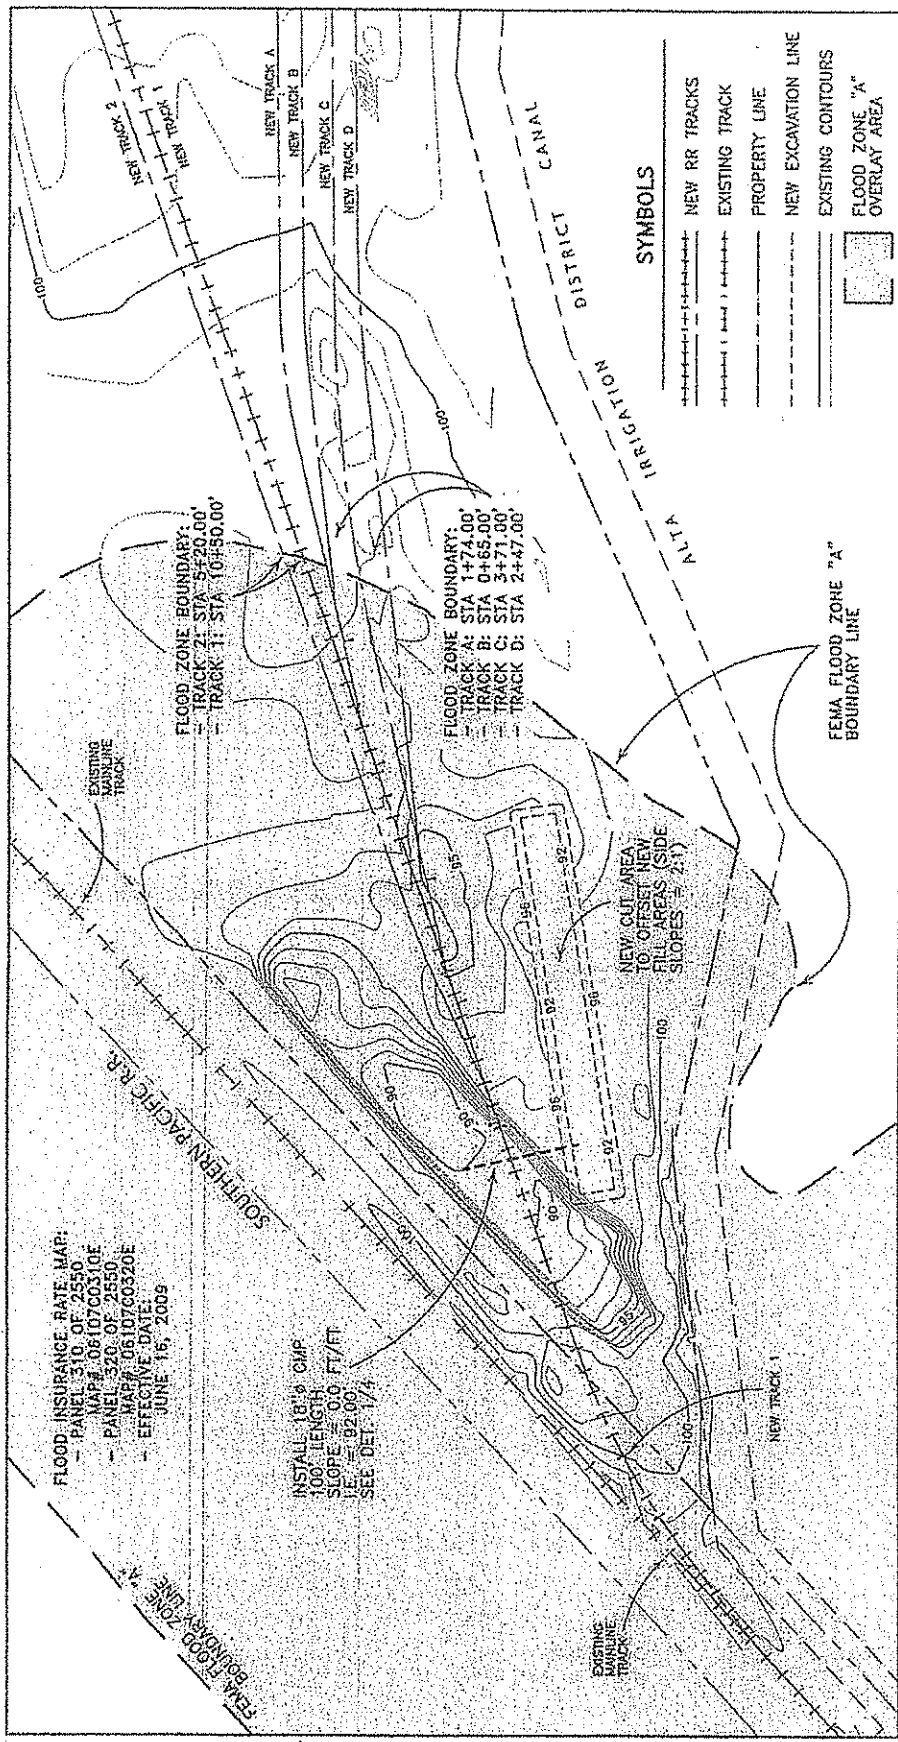 FLOOD INSURANCE RATE MAP:
- PANEL 310 OF 2550
MAP# 06107C0310E
- PANEL 320 OF 2550
MAP# 06107C0320E
- EFFECTIVE DATE:
JUNE 16, 2009
FEMA FLOOD ZONE "A"
BOUNDARY LINE
SOUTHERN PACIFIC R.R.
EXISTING
MAINLINE
TRACK
INSTALL 18"ø CMP
100' LENGTH
SLOPE = 0.0 FT/FT
I.E. = 92.00'
SEE DET. 1/4
FLOOD ZONE BOUNDARY:
- TRACK 2: STA 5+20.00'
- TRACK 1: STA 10+50.00'
FLOOD ZONE BOUNDARY:
- TRACK A: STA 1+74.00'
- TRACK B: STA 0+65.00'
- TRACK C: STA 3+71.00'
- TRACK D: STA 2+47.00'
NEW TRACK 2
NEW TRACK 1
NEW TRACK A
NEW TRACK B
NEW TRACK C
NEW TRACK D
100
100
100
90
90
90
95
95
96
92
92
96
96
92
100
100
NEW CUT AREA
TO OFFSET NEW
FILL AREAS (SIDE
SLOPES = 2:1')
EXISTING
MAINLINE
TRACK
NEW TRACK 1
FEMA FLOOD ZONE "A"
BOUNDARY LINE
ALTA IRRIGATION DISTRICT CANAL
SYMBOLS
NEW RR TRACKS
EXISTING TRACK
PROPERTY LINE
NEW EXCAVATION LINE
EXISTING CONTOURS
FLOOD ZONE "A"
OVERLAY AREA